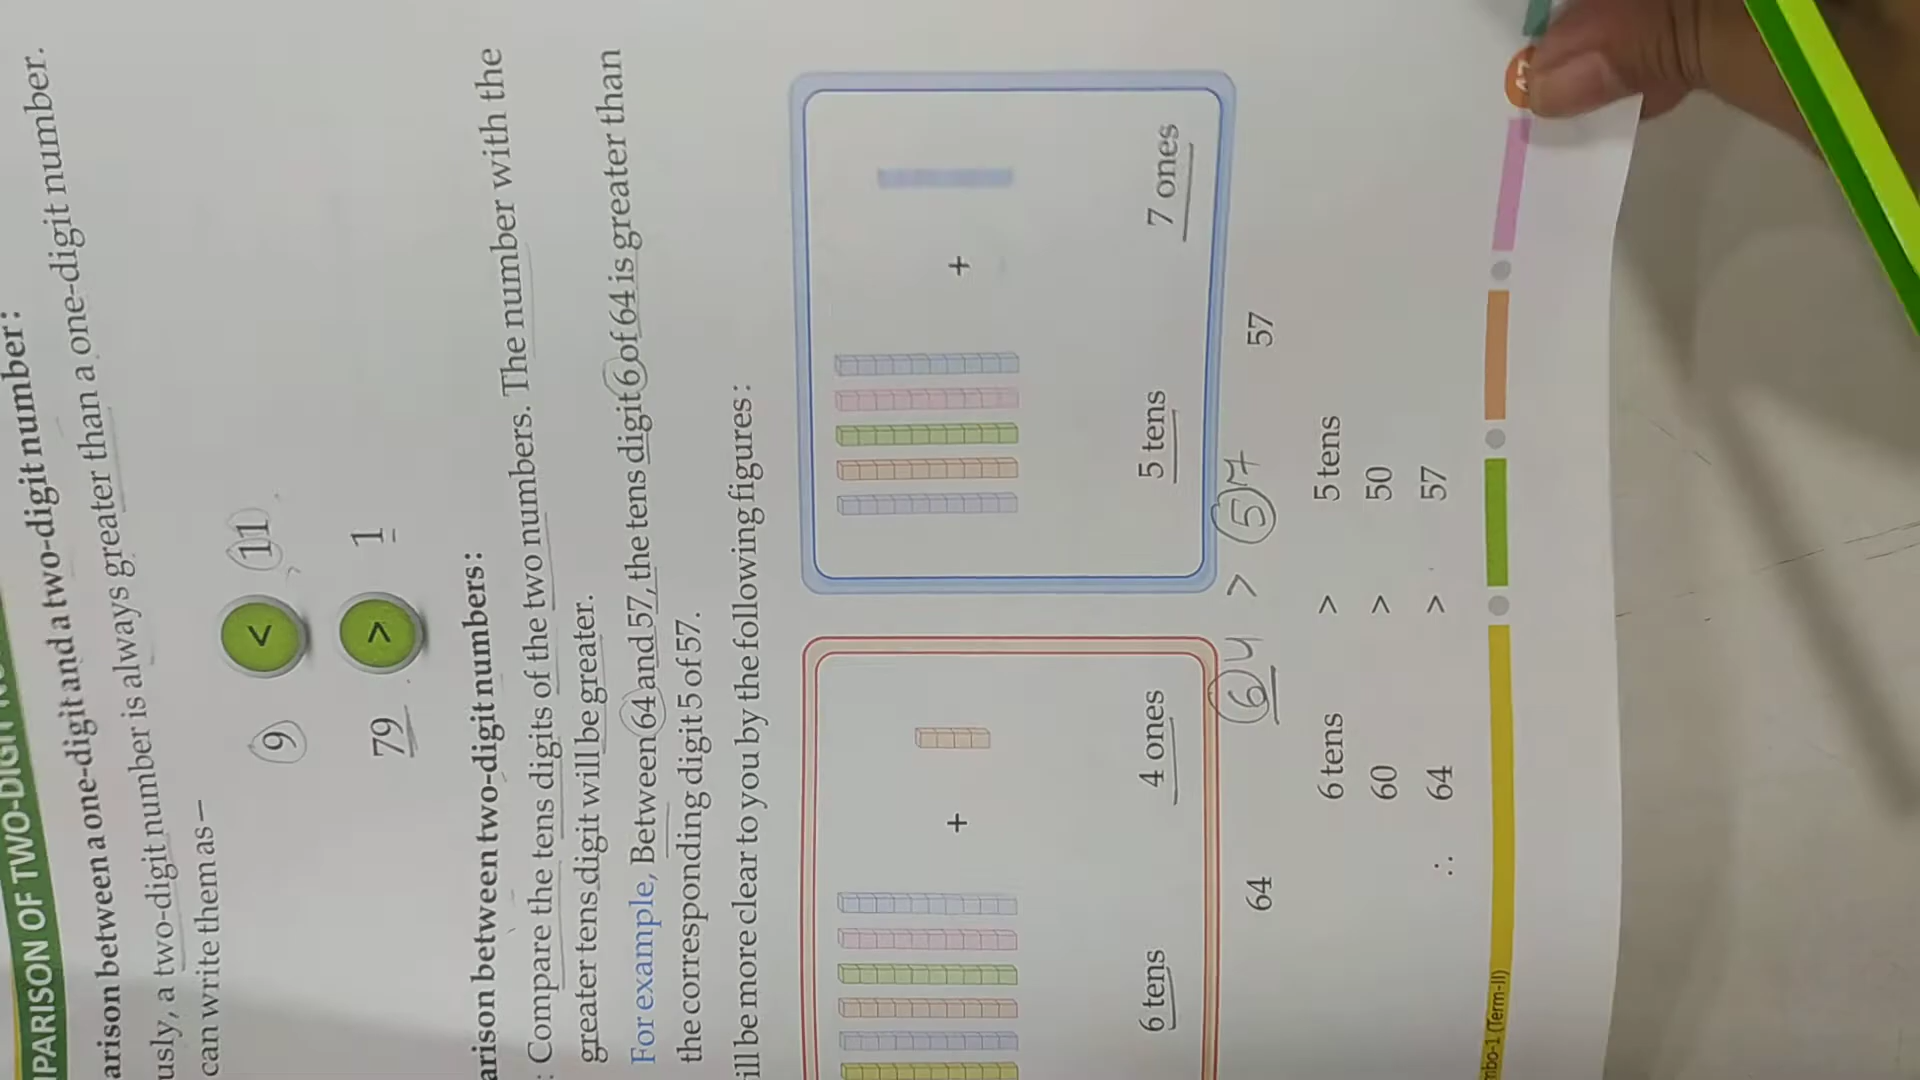 PARISON OF TWO-DIGIT
arison between a one-digit and a two-digit number:
usly, a two-digit number is always greater than a one-digit number.
can write them as –
9 < 11
79 > 1
arison between two-digit numbers:
: Compare the tens digits of the two numbers. The number with the
greater tens digit will be greater.
For example, Between 64 and 57, the tens digit 6 of 64 is greater than
the corresponding digit 5 of 57.
ill be more clear to you by the following figures:
+ +
6 tens 4 ones 5 tens 7 ones
64 > 57
64 57
6 tens > 5 tens
60 > 50
∴ 64 > 57
mbo-1 (Term-II)